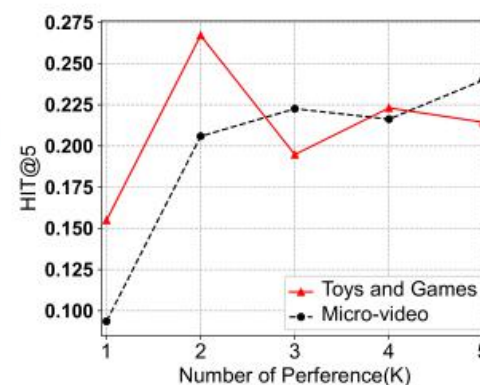 0.275
0.250
0.225
0.200
0.175
0.150
0.125
0.100
HIT@5
Toys and Games
Micro-video
1 2 3 4 5
Number of Perference(K)